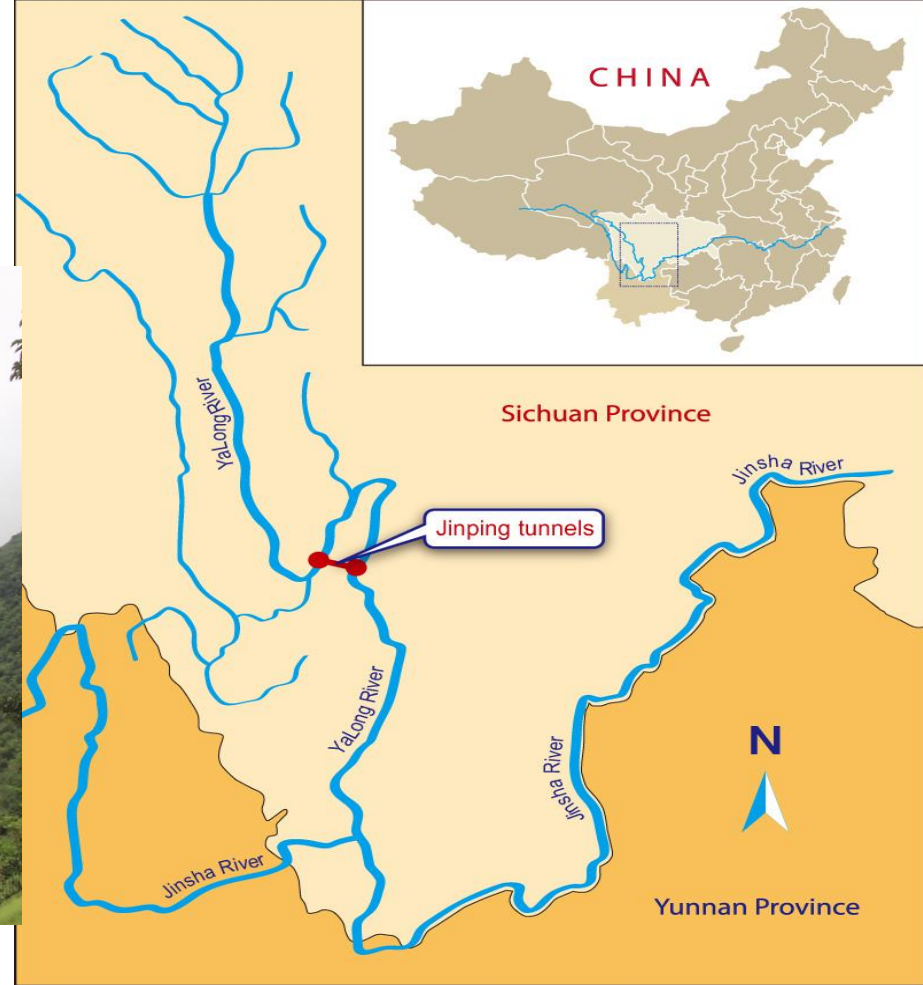 CHINA
Sichuan Province
YaLongRiver
Jinsha River
Jinping tunnels
YaLong River
Jinsha River
N
Jinsha River
Yunnan Province